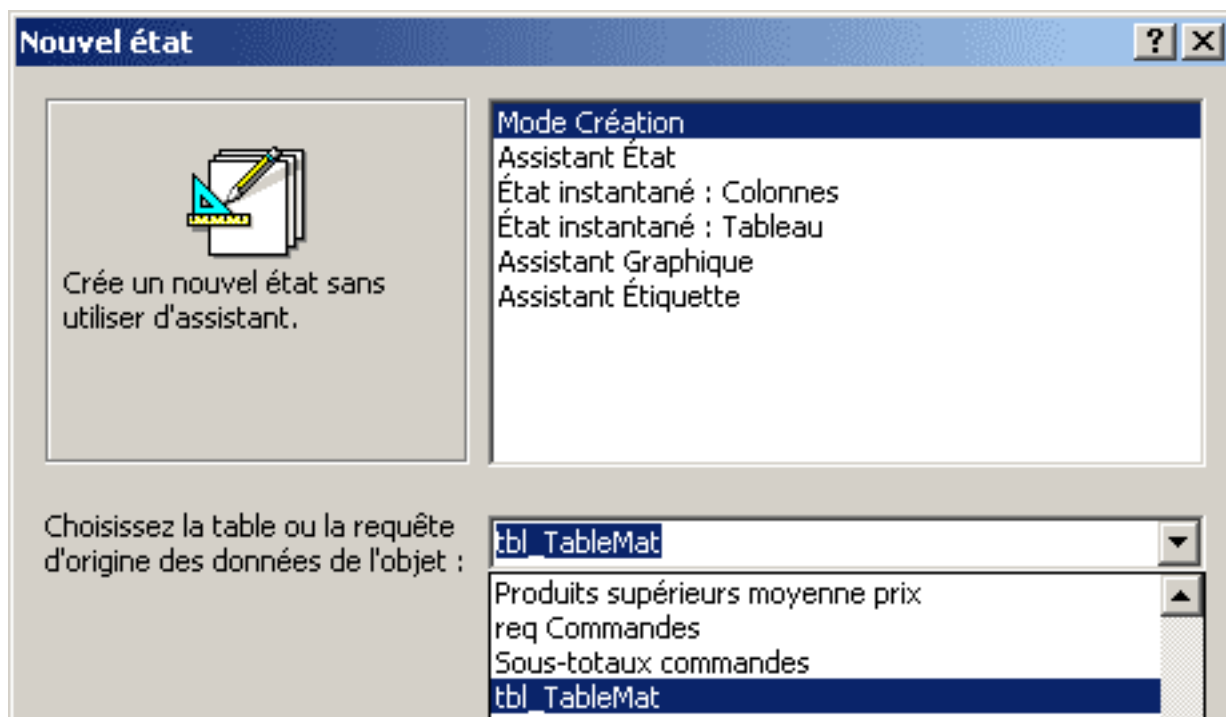 Nouvel état
Mode Création
Assistant État
État instantané : Colonnes
État instantané : Tableau
Assistant Graphique
Assistant Étiquette
Crée un nouvel état sans
utiliser d'assistant.
Choisissez la table ou la requête
d'origine des données de l'objet :
tbl_TableMat
Produits supérieurs moyenne prix
req Commandes
Sous-totaux commandes
tbl_TableMat